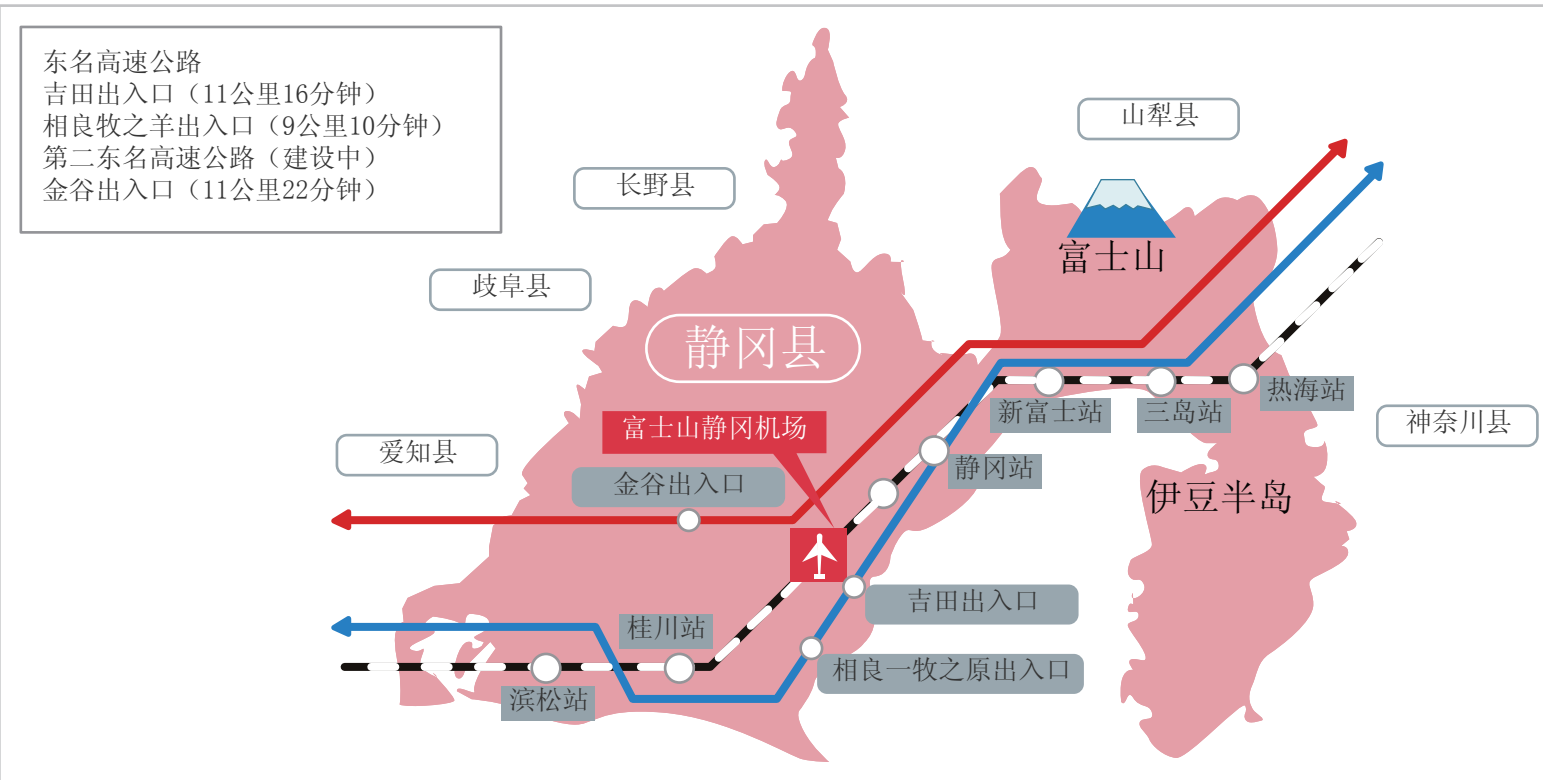 东名高速公路
吉田出入口（11公里16分钟）
相良牧之羊出入口（9公里10分钟）
第二东名高速公路（建设中）
金谷出入口（11公里22分钟）
山犁县
长野县
富士山
歧阜县
静冈县
热海站
新富士站
三岛站
神奈川县
富士山静冈机场
爱知县
静冈站
金谷出入口
伊豆半岛
吉田出入口
桂川站
相良一牧之原出入口
滨松站